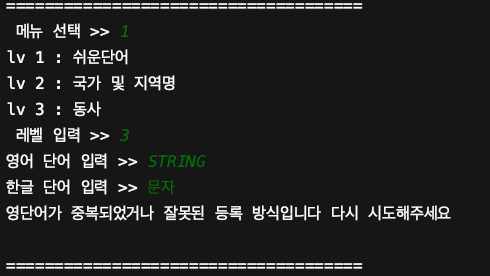 =====================================
메뉴 선택 >> 1
lv 1 : 쉬운단어
lv 2 : 국가 및 지역명
lv 3 : 동사
레벨 입력 >> 3
영어 단어 입력 >> STRING
한글 단어 입력 >> 문자
영단어가 중복되었거나 잘못된 등록 방식입니다 다시 시도해주세요
=====================================